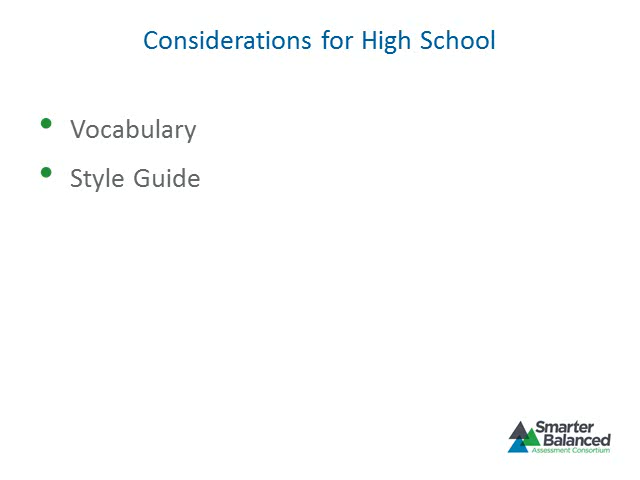 Considerations for High School
• Vocabulary
• Style Guide
Smarter
Balanced
Assessment Consortium